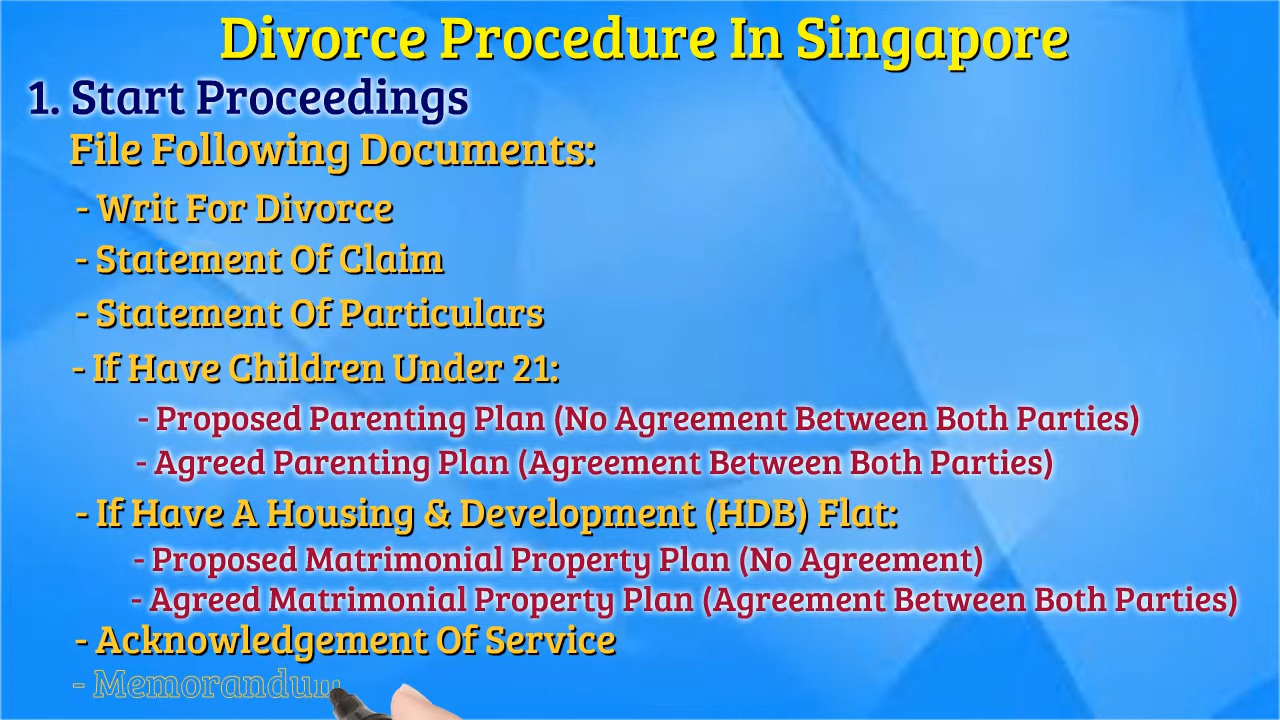 Divorce Procedure In Singapore
1. Start Proceedings
File Following Documents:
- Writ For Divorce
- Statement Of Claim
- Statement Of Particulars
- If Have Children Under 21:
- Proposed Parenting Plan (No Agreement Between Both Parties)
- Agreed Parenting Plan (Agreement Between Both Parties)
- If Have A Housing & Development (HDB) Flat:
- Proposed Matrimonial Property Plan (No Agreement)
- Agreed Matrimonial Property Plan (Agreement Between Both Parties)
- Acknowledgement Of Service
- Memorandum